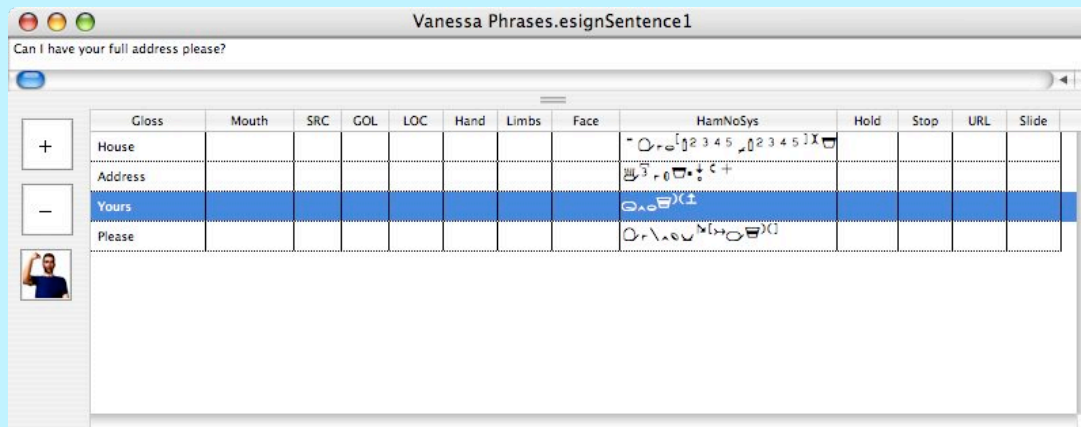 Vanessa Phrases.esignSentence1
Can I have your full address please?
Gloss Mouth SRC GOL LOC Hand Limbs Face HamNoSys Hold Stop URL Slide
House
Address
Yours
Please